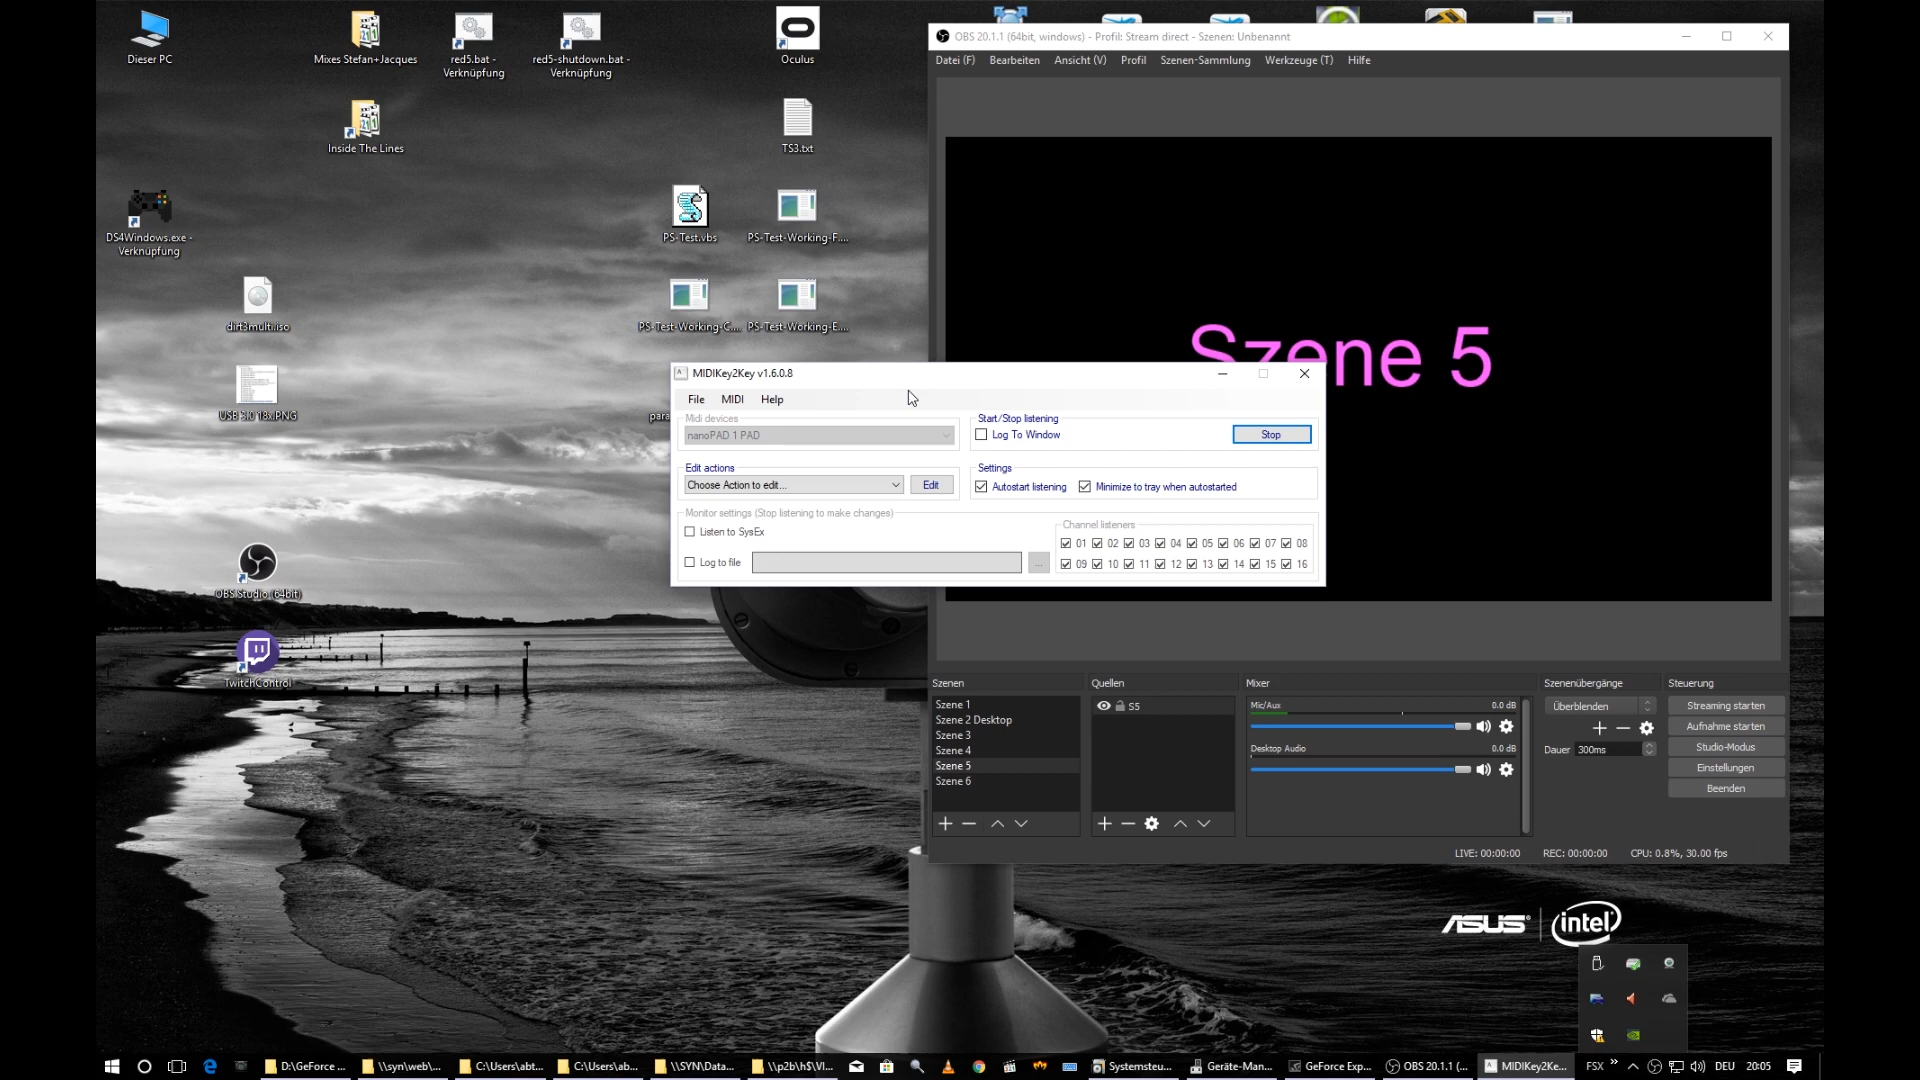 Dieser PC
Mixes Stefan+Jacques
red5.bat -
Verknüpfung
red5-shutdown.bat -
Verknüpfung
Oculus
Inside The Lines
TS3.txt
DS4Windows.exe -
Verknüpfung
PS-Test.vbs
PS-Test-Working-F....
dirt3multi.iso
PS-Test-Working-C....
PS-Test-Working-E....
USB 3.0 18x.PNG
para
OBS Studio (64bit)
TwitchControl
OBS 20.1.1 (64bit, windows) - Profil: Stream direct - Szenen: Unbenannt
Datei (F) Bearbeiten Ansicht (V) Profil Szenen-Sammlung Werkzeuge (T) Hilfe
Szene 5
MIDIKey2Key v1.6.0.8
File MIDI Help
Midi devices
nanoPAD 1 PAD
Start/Stop listening
Log To Window
Stop
Edit actions
Choose Action to edit...
Edit
Settings
Autostart listening
Minimize to tray when autostarted
Monitor settings (Stop listening to make changes)
Listen to SysEx
Log to file
...
Channel listeners
01 02 03 04 05 06 07 08
09 10 11 12 13 14 15 16
Szenen
Szene 1
Szene 2 Desktop
Szene 3
Szene 4
Szene 5
Szene 6
Quellen
S5
Mixer
Mic/Aux 0.0 dB
Desktop Audio 0.0 dB
Szenenübergänge
Überblenden
Dauer 300ms
Steuerung
Streaming starten
Aufnahme starten
Studio-Modus
Einstellungen
Beenden
LIVE: 00:00:00 REC: 00:00:00 CPU: 0.8%, 30.00 fps
ASUS intel
D:\GeForce ...
\\syn\web\...
C:\Users\abt...
C:\Users\ab...
\\SYN\Data...
\\p2b\h$\VI...
Systemsteu...
Geräte-Man...
GeForce Exp...
OBS 20.1.1 (...
MIDIKey2Ke...
FSX
DEU
20:05